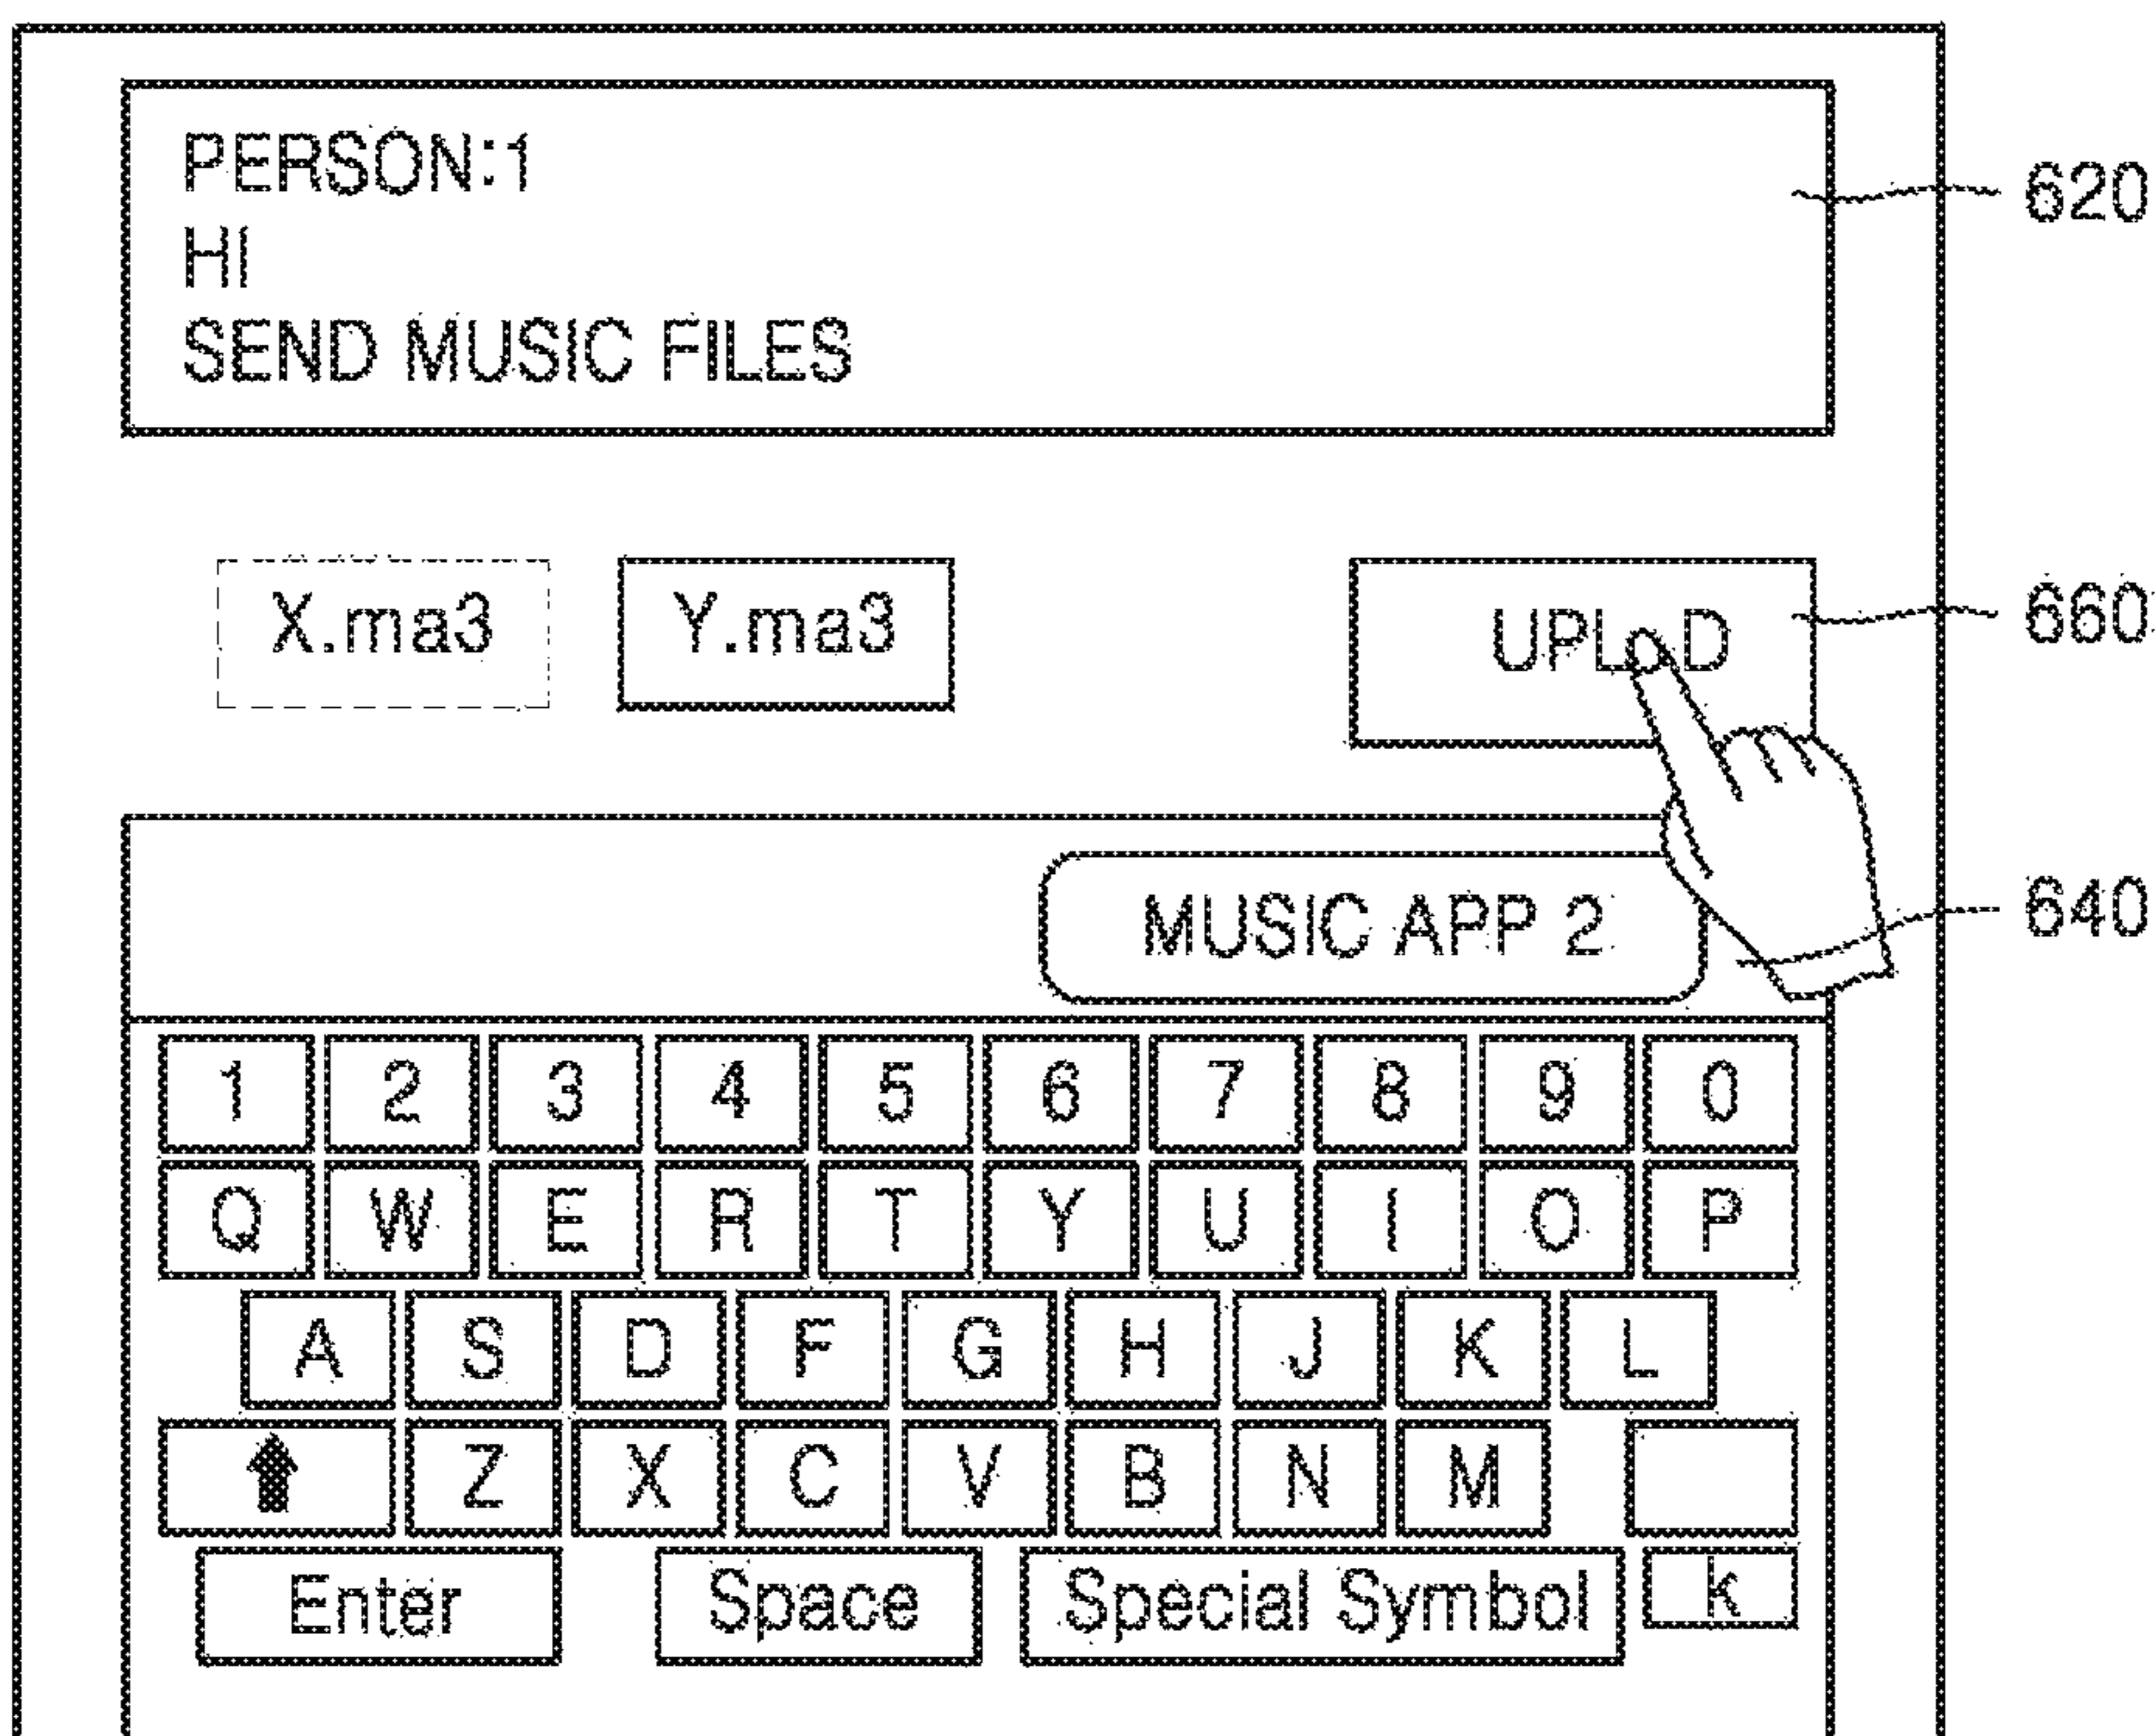 PERSON:1
HI
SEND MUSIC FILES
620
X.ma3 Y.ma3 UPL D 660
MUSIC APP 2 640
1 2 3 4 5 6 7 8 9 0
Q W E R T Y U I O P
A S D F G H J K L
Z X C V B N M
Enter Space Special Symbol k